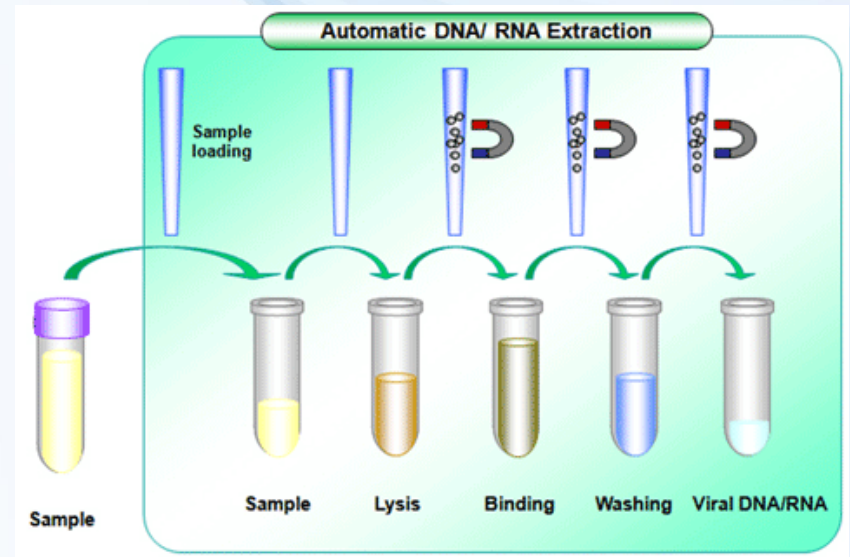 Automatic DNA/ RNA Extraction
Sample
loading
Sample
Sample
Lysis
Binding
Washing
Viral DNA/RNA